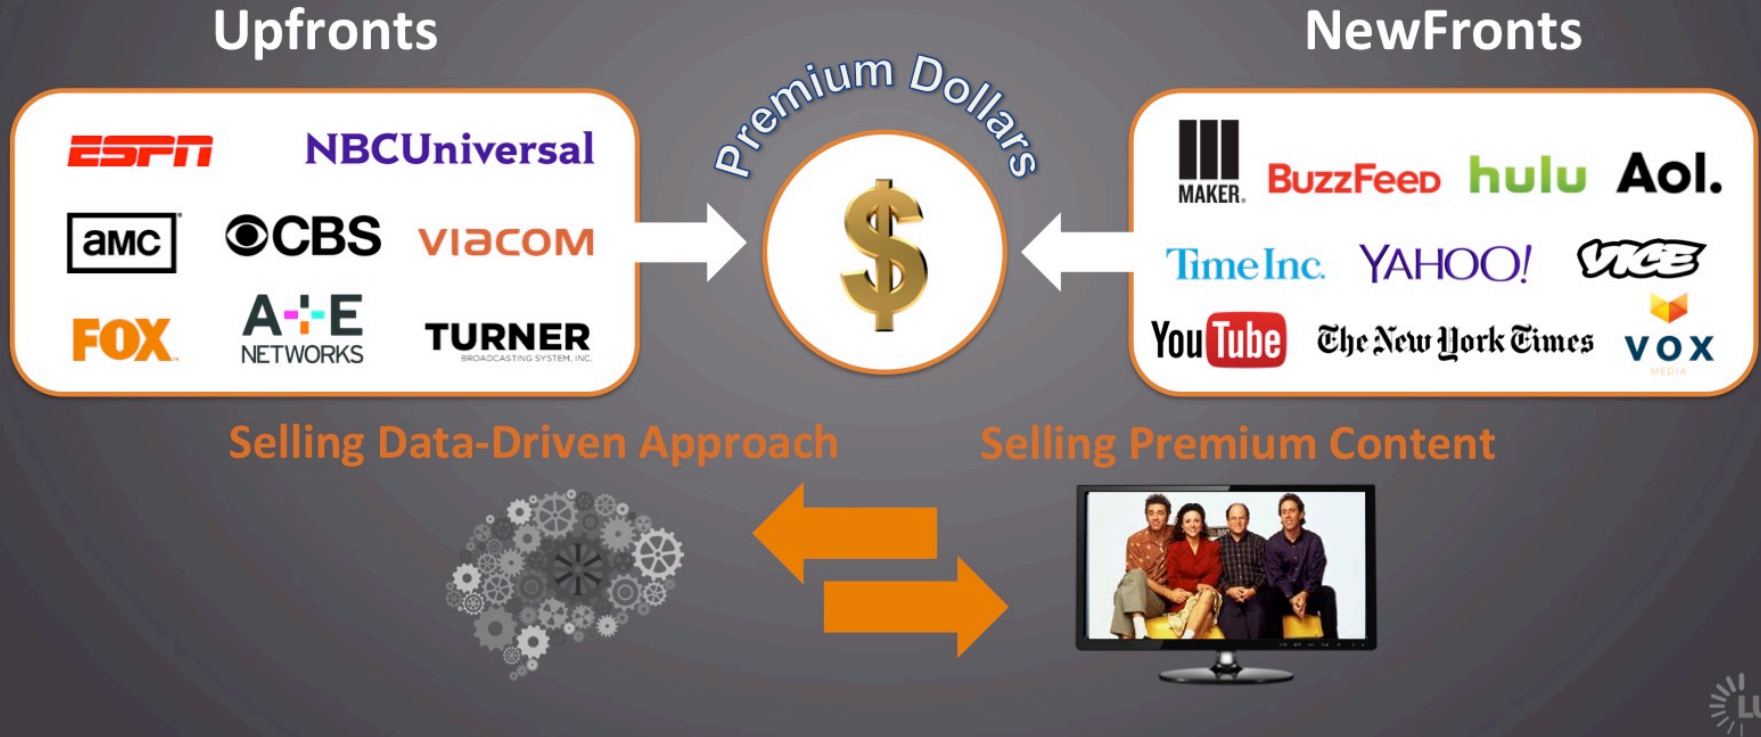 Upfronts
NewFronts
Premium Dollars
$
ESPN
NBCUniversal
aMC
CBS
VIacom
FOX
A+E
NETWORKS
TURNER
BROADCASTING SYSTEM, INC.
MAKER
BuzzFeed
hulu
Aol.
Time Inc.
YAHOO!
VICE
YouTube
The New York Times
VOX
MEDIA
Selling Data-Driven Approach
Selling Premium Content